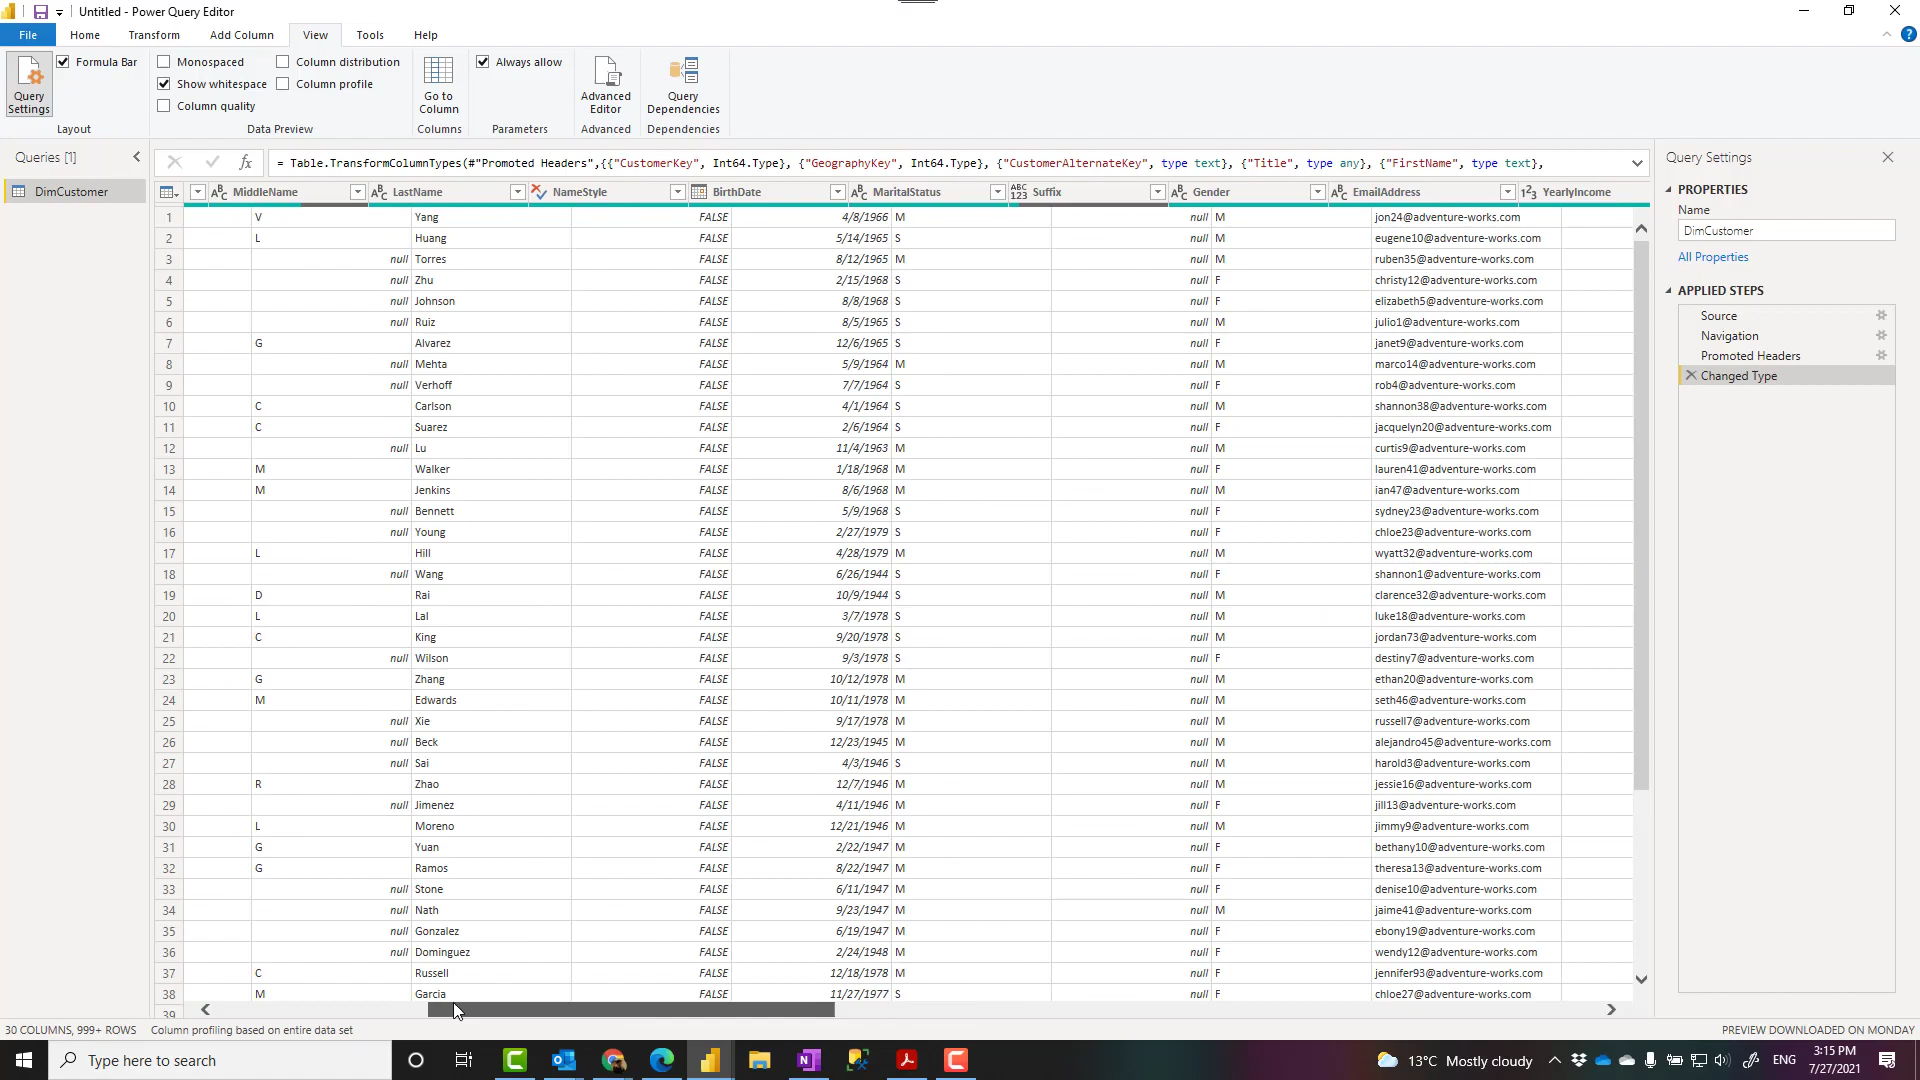 Untitled - Power Query Editor
File Home Transform Add Column View Tools Help
Query Settings
Formula Bar
Layout
Monospaced
Show whitespace
Column quality
Column distribution
Column profile
Data Preview
Go to Column
Columns
Always allow
Parameters
Advanced Editor
Advanced
Query Dependencies
Dependencies
Queries [1]
DimCustomer
fx = Table.TransformColumnTypes(#"Promoted Headers",{{"CustomerKey", Int64.Type}, {"GeographyKey", Int64.Type}, {"CustomerAlternateKey", type text}, {"Title", type any}, {"FirstName", type text},
MiddleName LastName NameStyle BirthDate MaritalStatus Suffix Gender EmailAddress YearlyIncome
1 V Yang FALSE 4/8/1966 M null M jon24@adventure-works.com
2 L Huang FALSE 5/14/1965 S null M eugene10@adventure-works.com
3 null Torres FALSE 8/12/1965 M null M ruben35@adventure-works.com
4 null Zhu FALSE 2/15/1968 S null F christy12@adventure-works.com
5 null Johnson FALSE 8/8/1968 S null F elizabeth5@adventure-works.com
6 null Ruiz FALSE 8/5/1965 S null M julio1@adventure-works.com
7 G Alvarez FALSE 12/6/1965 S null F janet9@adventure-works.com
8 null Mehta FALSE 5/9/1964 M null M marco14@adventure-works.com
9 null Verhoff FALSE 7/7/1964 S null F rob4@adventure-works.com
10 C Carlson FALSE 4/1/1964 S null M shannon38@adventure-works.com
11 C Suarez FALSE 2/6/1964 S null F jacquelyn20@adventure-works.com
12 null Lu FALSE 11/4/1963 M null M curtis9@adventure-works.com
13 M Walker FALSE 1/18/1968 M null F lauren41@adventure-works.com
14 M Jenkins FALSE 8/6/1968 M null M ian47@adventure-works.com
15 null Bennett FALSE 5/9/1968 S null F sydney23@adventure-works.com
16 null Young FALSE 2/27/1979 S null F chloe23@adventure-works.com
17 L Hill FALSE 4/28/1979 M null M wyatt32@adventure-works.com
18 null Wang FALSE 6/26/1944 S null F shannon1@adventure-works.com
19 D Rai FALSE 10/9/1944 S null M clarence32@adventure-works.com
20 L Lal FALSE 3/7/1978 S null M luke18@adventure-works.com
21 C King FALSE 9/20/1978 S null M jordan73@adventure-works.com
22 null Wilson FALSE 9/3/1978 S null F destiny7@adventure-works.com
23 G Zhang FALSE 10/12/1978 M null M ethan20@adventure-works.com
24 M Edwards FALSE 10/11/1978 M null M seth46@adventure-works.com
25 null Xie FALSE 9/17/1978 M null M russell7@adventure-works.com
26 null Beck FALSE 12/23/1945 M null M alejandro45@adventure-works.com
27 null Sai FALSE 4/3/1946 S null M harold3@adventure-works.com
28 R Zhao FALSE 12/7/1946 M null M jessie16@adventure-works.com
29 null Jimenez FALSE 4/11/1946 M null F jill13@adventure-works.com
30 L Moreno FALSE 12/21/1946 M null M jimmy9@adventure-works.com
31 G Yuan FALSE 2/22/1947 M null F bethany10@adventure-works.com
32 G Ramos FALSE 8/22/1947 M null F theresa13@adventure-works.com
33 null Stone FALSE 6/11/1947 M null F denise10@adventure-works.com
34 null Nath FALSE 9/23/1947 M null M jaime41@adventure-works.com
35 null Gonzalez FALSE 6/19/1947 M null F ebony19@adventure-works.com
36 null Dominguez FALSE 2/24/1948 M null F wendy12@adventure-works.com
37 C Russell FALSE 12/18/1978 M null F jennifer93@adventure-works.com
38 M Garcia FALSE 11/27/1977 S null F chloe27@adventure-works.com
39
Query Settings
PROPERTIES
Name
DimCustomer
All Properties
APPLIED STEPS
Source
Navigation
Promoted Headers
Changed Type
30 COLUMNS, 999+ ROWS Column profiling based on entire data set PREVIEW DOWNLOADED ON MONDAY
Type here to search
13°C Mostly cloudy
ENG
3:15 PM
7/27/2021